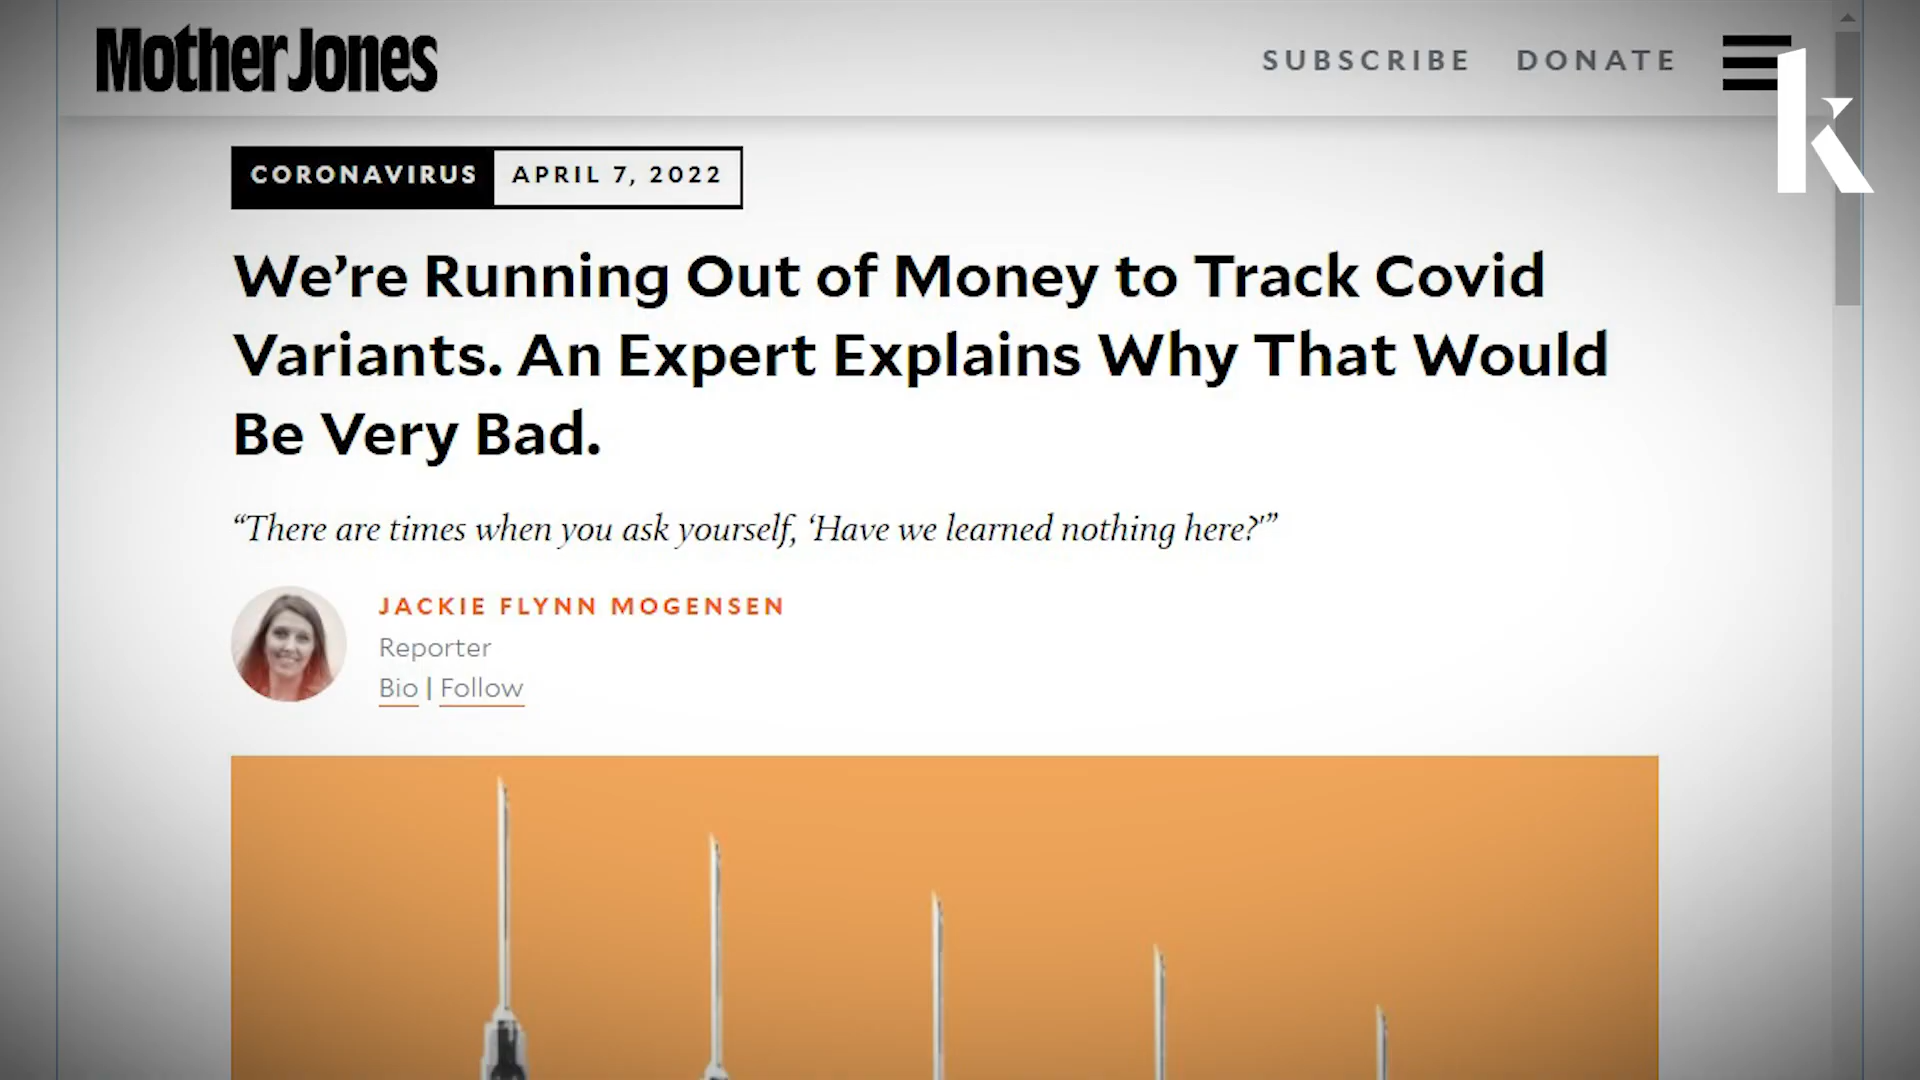 Mother Jones
SUBSCRIBE DONATE
k
CORONAVIRUS APRIL 7, 2022
We’re Running Out of Money to Track Covid
Variants. An Expert Explains Why That Would
Be Very Bad.
“There are times when you ask yourself, ‘Have we learned nothing here?'”
JACKIE FLYNN MOGENSEN
Reporter
Bio | Follow